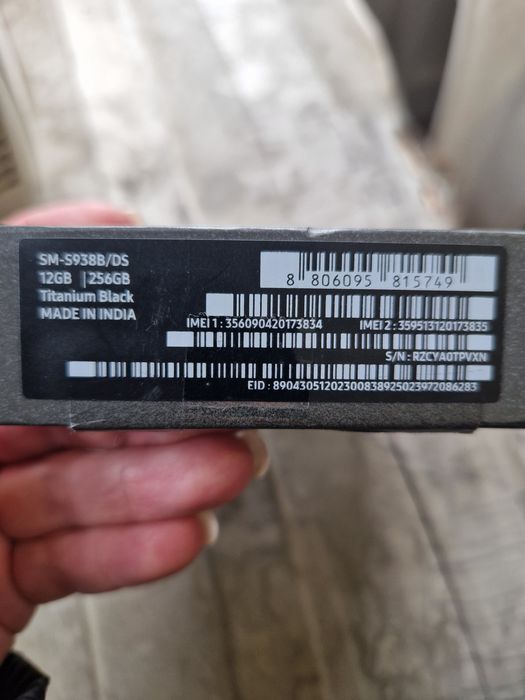 SM-S938B/DS
12GB |256GB
Titanium Black
MADE IN INDIA
8 806095 815749
IMEI 1 : 356090420173834 IMEI 2 : 359513120173835
S/N : RZCYA0TPVXN
EID : 89043051202300838925023972086283